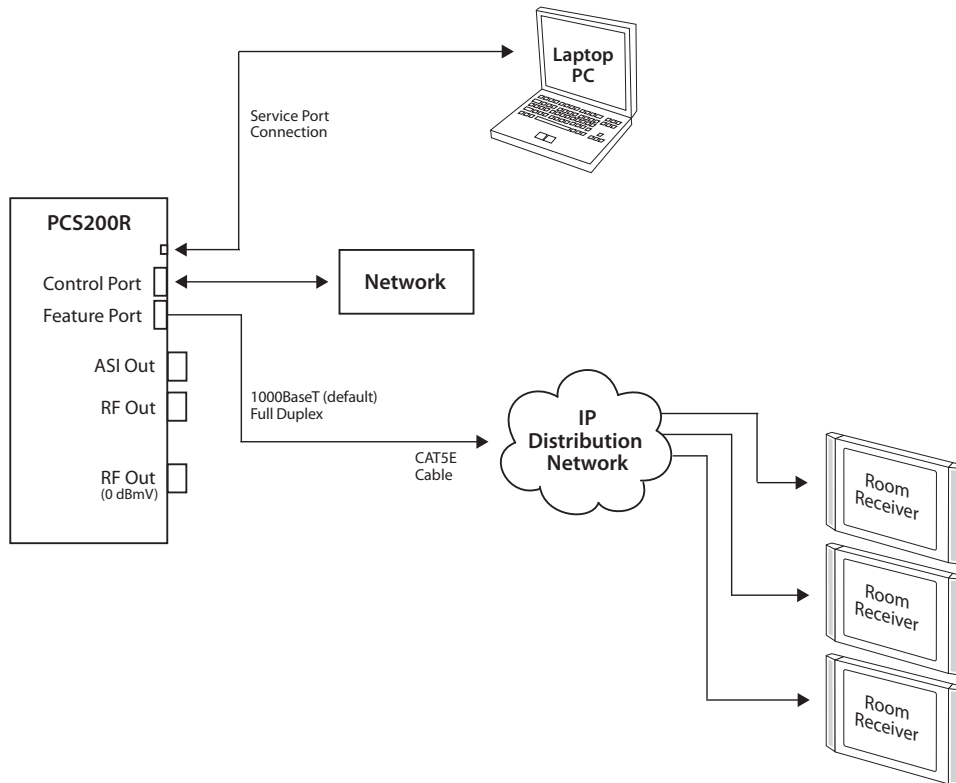 Laptop
PC
Service Port
Connection
PCS200R
Control Port
Network
Feature Port
ASI Out
RF Out
1000BaseT (default)
Full Duplex
IP
Distribution
Network
CAT5E
Cable
RF Out
(0 dBmV)
Room
Receiver
Room
Receiver
Room
Receiver